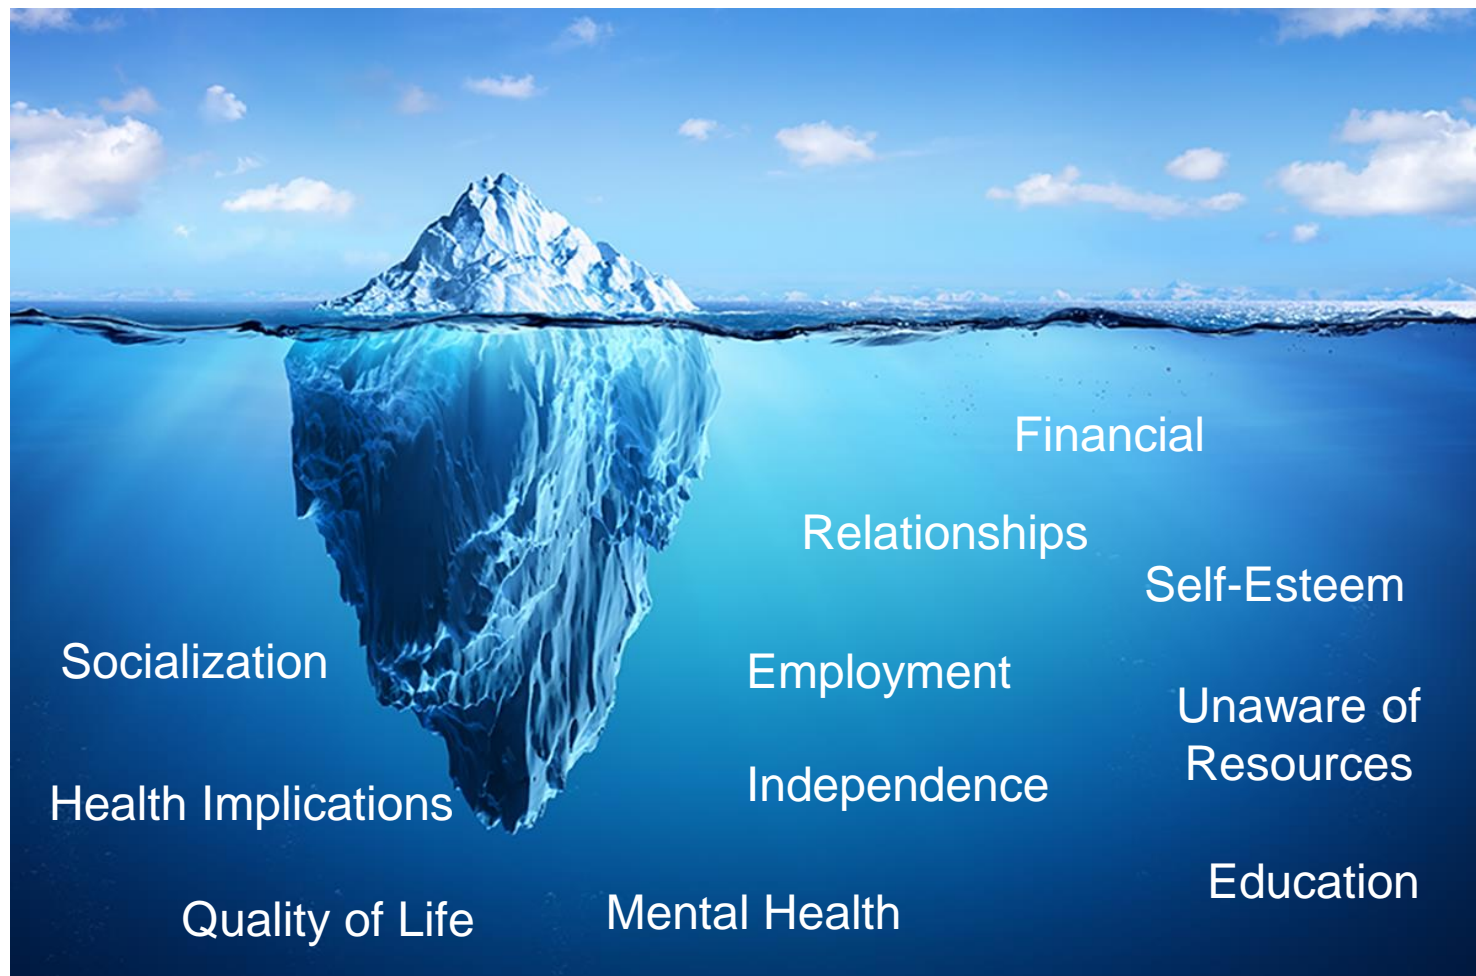 Financial
Relationships
Self-Esteem
Socialization
Employment
Unaware of
Resources
Independence
Health Implications
Education
Mental Health
Quality of Life